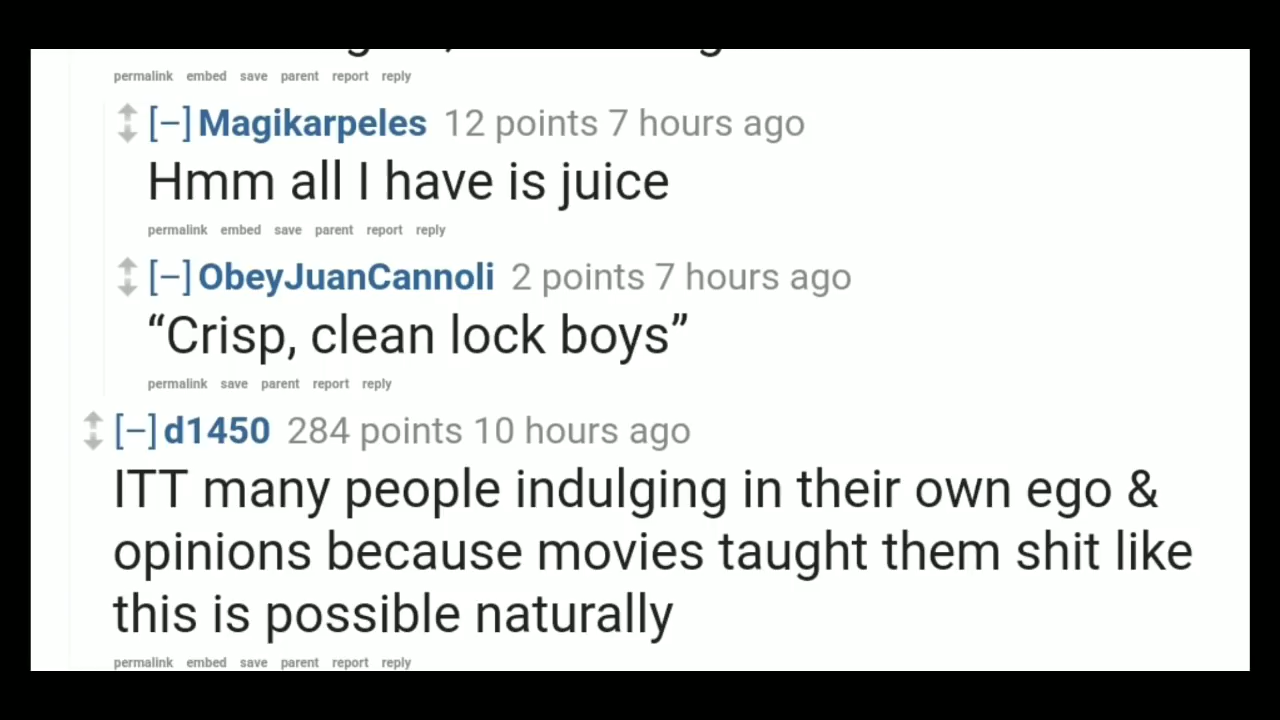 permalink embed save parent report reply
[–] Magikarpeles 12 points 7 hours ago
Hmm all I have is juice
permalink embed save parent report reply
[–] ObeyJuanCannoli 2 points 7 hours ago
“Crisp, clean lock boys”
permalink save parent report reply
[–] d1450 284 points 10 hours ago
ITT many people indulging in their own ego &
opinions because movies taught them shit like
this is possible naturally
permalink embed save parent report reply